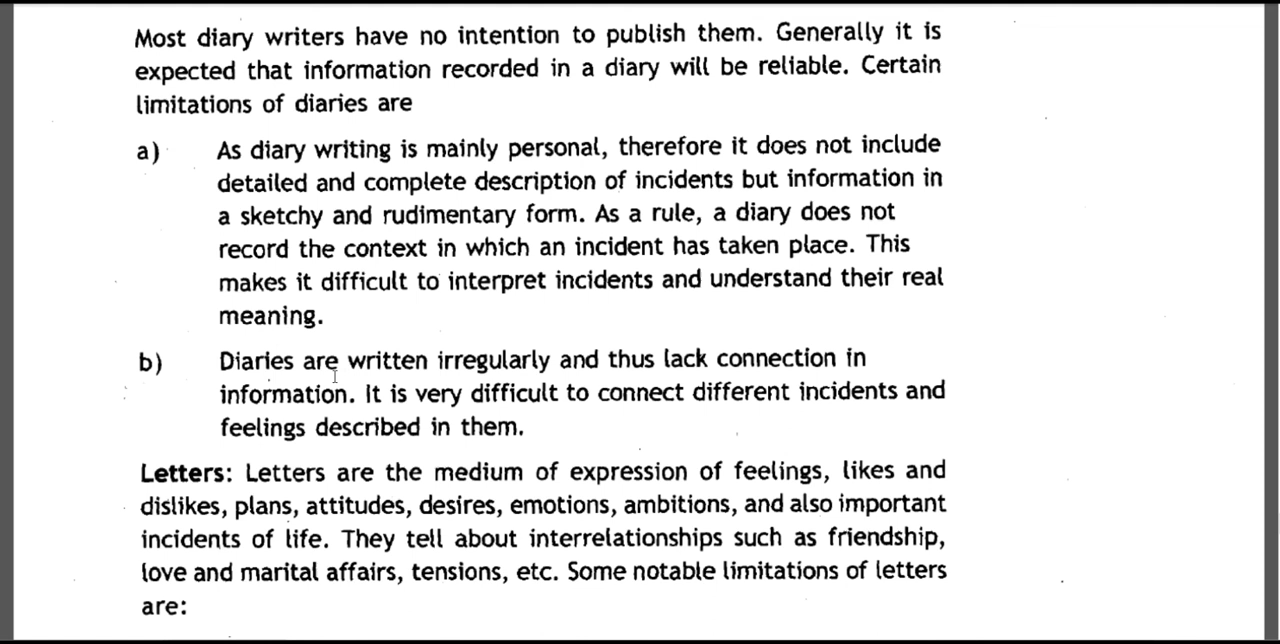 Most diary writers have no intention to publish them. Generally it is
expected that information recorded in a diary will be reliable. Certain
limitations of diaries are
a) As diary writing is mainly personal, therefore it does not include
detailed and complete description of incidents but information in
a sketchy and rudimentary form. As a rule, a diary does not
record the context in which an incident has taken place. This
makes it difficult to interpret incidents and understand their real
meaning.
b) Diaries are written irregularly and thus lack connection in
information. It is very difficult to connect different incidents and
feelings described in them.
Letters: Letters are the medium of expression of feelings, likes and
dislikes, plans, attitudes, desires, emotions, ambitions, and also important
incidents of life. They tell about interrelationships such as friendship,
love and marital affairs, tensions, etc. Some notable limitations of letters
are: